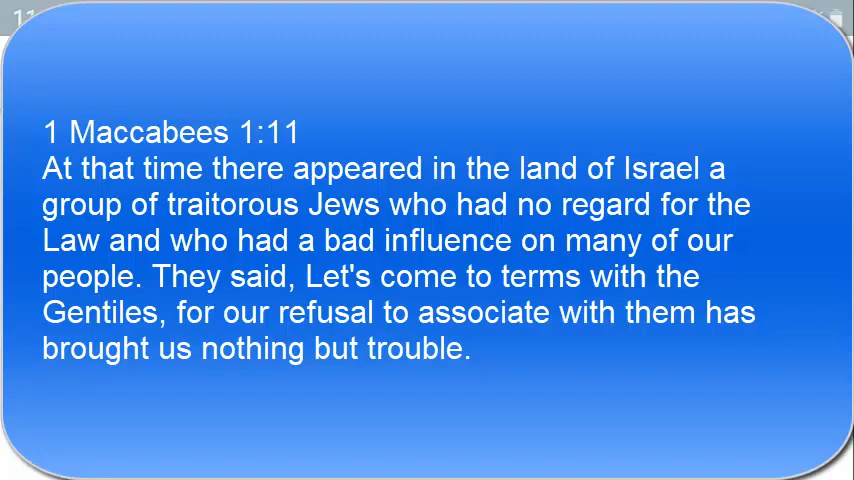 1 Maccabees 1:11
At that time there appeared in the land of Israel a
group of traitorous Jews who had no regard for the
Law and who had a bad influence on many of our
people. They said, Let's come to terms with the
Gentiles, for our refusal to associate with them has
brought us nothing but trouble.